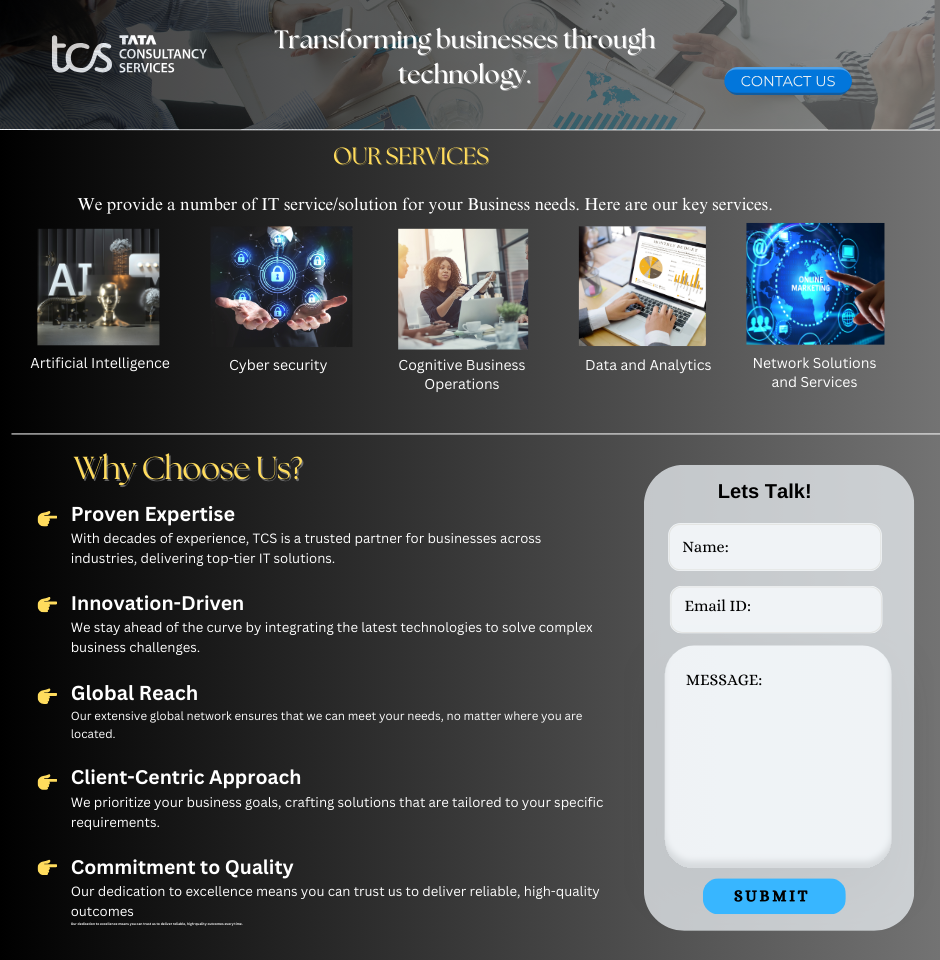 tcs TATA
CONSULTANCY
SERVICES
Transforming businesses through
technology.
CONTACT US
OUR SERVICES
We provide a number of IT service/solution for your Business needs. Here are our key services.
AI
MONTHLY BUDGET
ONLINE
MARKETING
Artificial Intelligence
Cyber security
Cognitive Business
Operations
Data and Analytics
Network Solutions
and Services
Why Choose Us?
Proven Expertise
With decades of experience, TCS is a trusted partner for businesses across
industries, delivering top-tier IT solutions.
Innovation-Driven
We stay ahead of the curve by integrating the latest technologies to solve complex
business challenges.
Global Reach
Our extensive global network ensures that we can meet your needs, no matter where you are
located.
Client-Centric Approach
We prioritize your business goals, crafting solutions that are tailored to your specific
requirements.
Commitment to Quality
Our dedication to excellence means you can trust us to deliver reliable, high-quality
outcomes
Our dedication to excellence means you can trust us to deliver reliable, high-quality outcomes every time.
Lets Talk!
Name:
Email ID:
MESSAGE:
SUBMIT